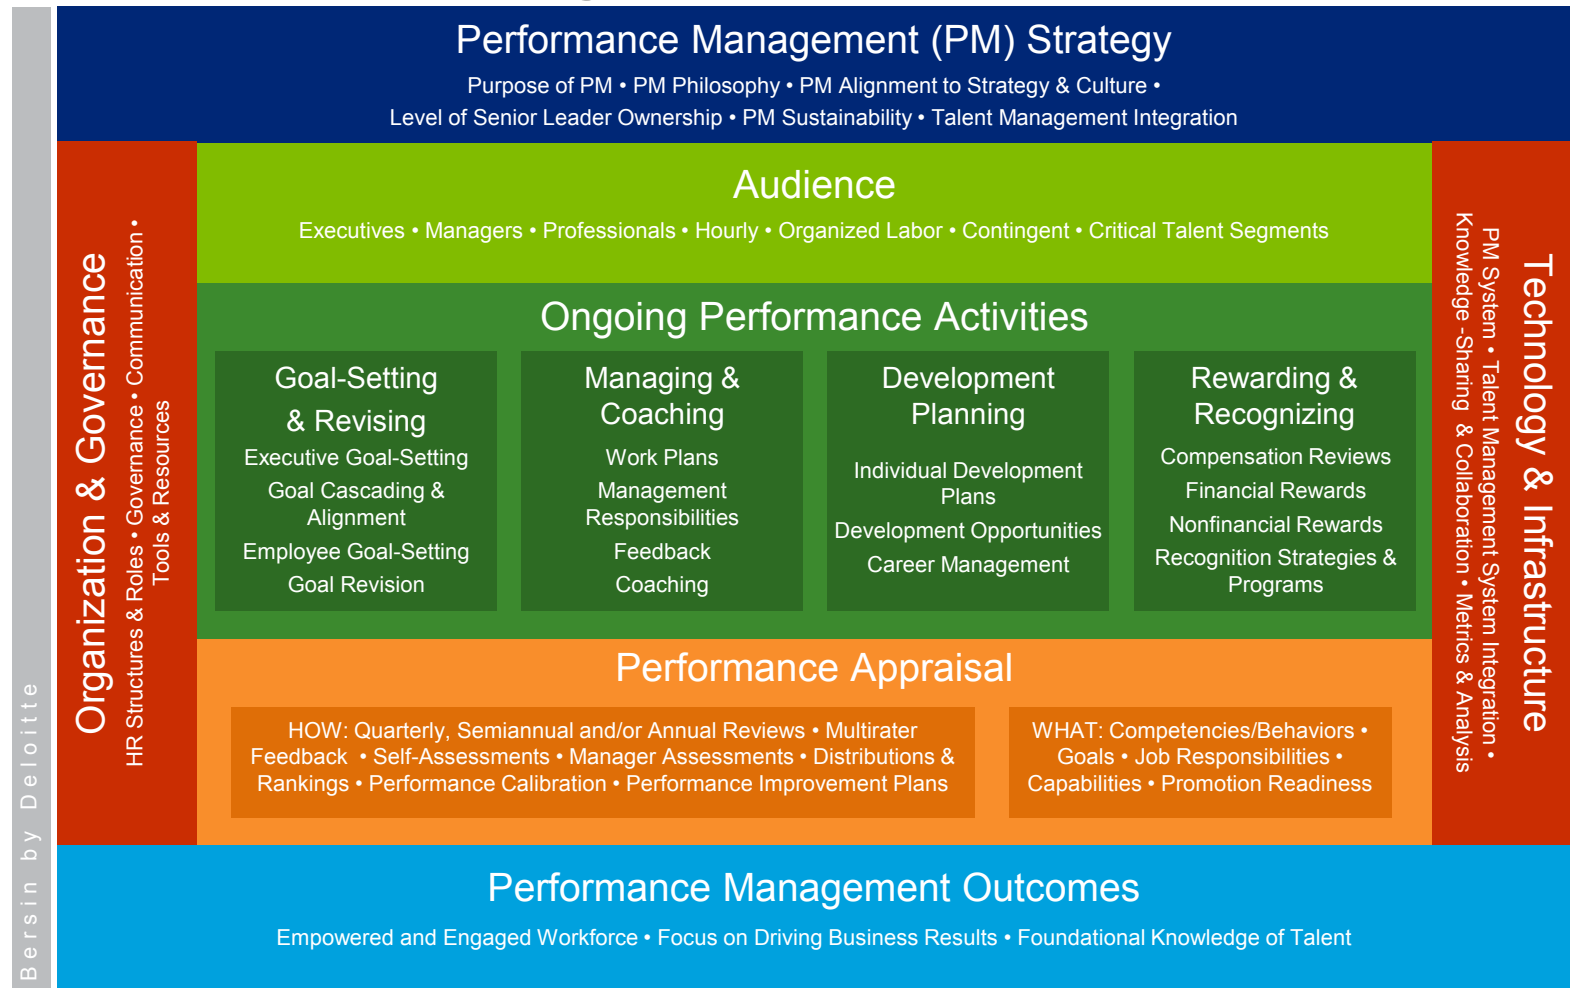 Performance Management (PM) Strategy
Purpose of PM • PM Philosophy • PM Alignment to Strategy & Culture •
Level of Senior Leader Ownership • PM Sustainability • Talent Management Integration
Organization & Governance
HR Structures & Roles • Governance • Communication •
Tools & Resources
Audience
Executives • Managers • Professionals • Hourly • Organized Labor • Contingent • Critical Talent Segments
Ongoing Performance Activities
Goal-Setting
& Revising
Executive Goal-Setting
Goal Cascading &
Alignment
Employee Goal-Setting
Goal Revision
Managing &
Coaching
Work Plans
Management
Responsibilities
Feedback
Coaching
Development
Planning
Individual Development
Plans
Development Opportunities
Career Management
Rewarding &
Recognizing
Compensation Reviews
Financial Rewards
Nonfinancial Rewards
Recognition Strategies &
Programs
Performance Appraisal
HOW: Quarterly, Semiannual and/or Annual Reviews • Multirater
Feedback • Self-Assessments • Manager Assessments • Distributions &
Rankings • Performance Calibration • Performance Improvement Plans
WHAT: Competencies/Behaviors •
Goals • Job Responsibilities •
Capabilities • Promotion Readiness
Technology & Infrastructure
PM System • Talent Management System Integration •
Knowledge -Sharing & Collaboration • Metrics & Analysis
Performance Management Outcomes
Empowered and Engaged Workforce • Focus on Driving Business Results • Foundational Knowledge of Talent
Bersin by Deloitte